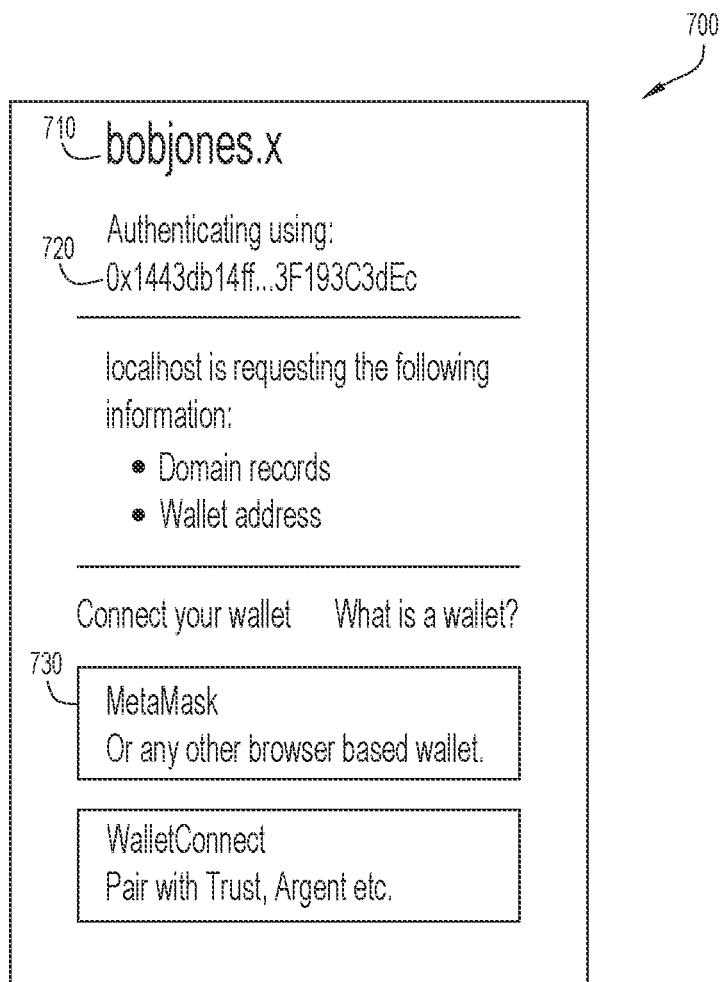 700
710
bobjones.x
Authenticating using:
720
0x1443db14ff...3F193C3dEc
localhost is requesting the following
information:
• Domain records
• Wallet address
Connect your wallet What is a wallet?
730
MetaMask
Or any other browser based wallet.
WalletConnect
Pair with Trust, Argent etc.